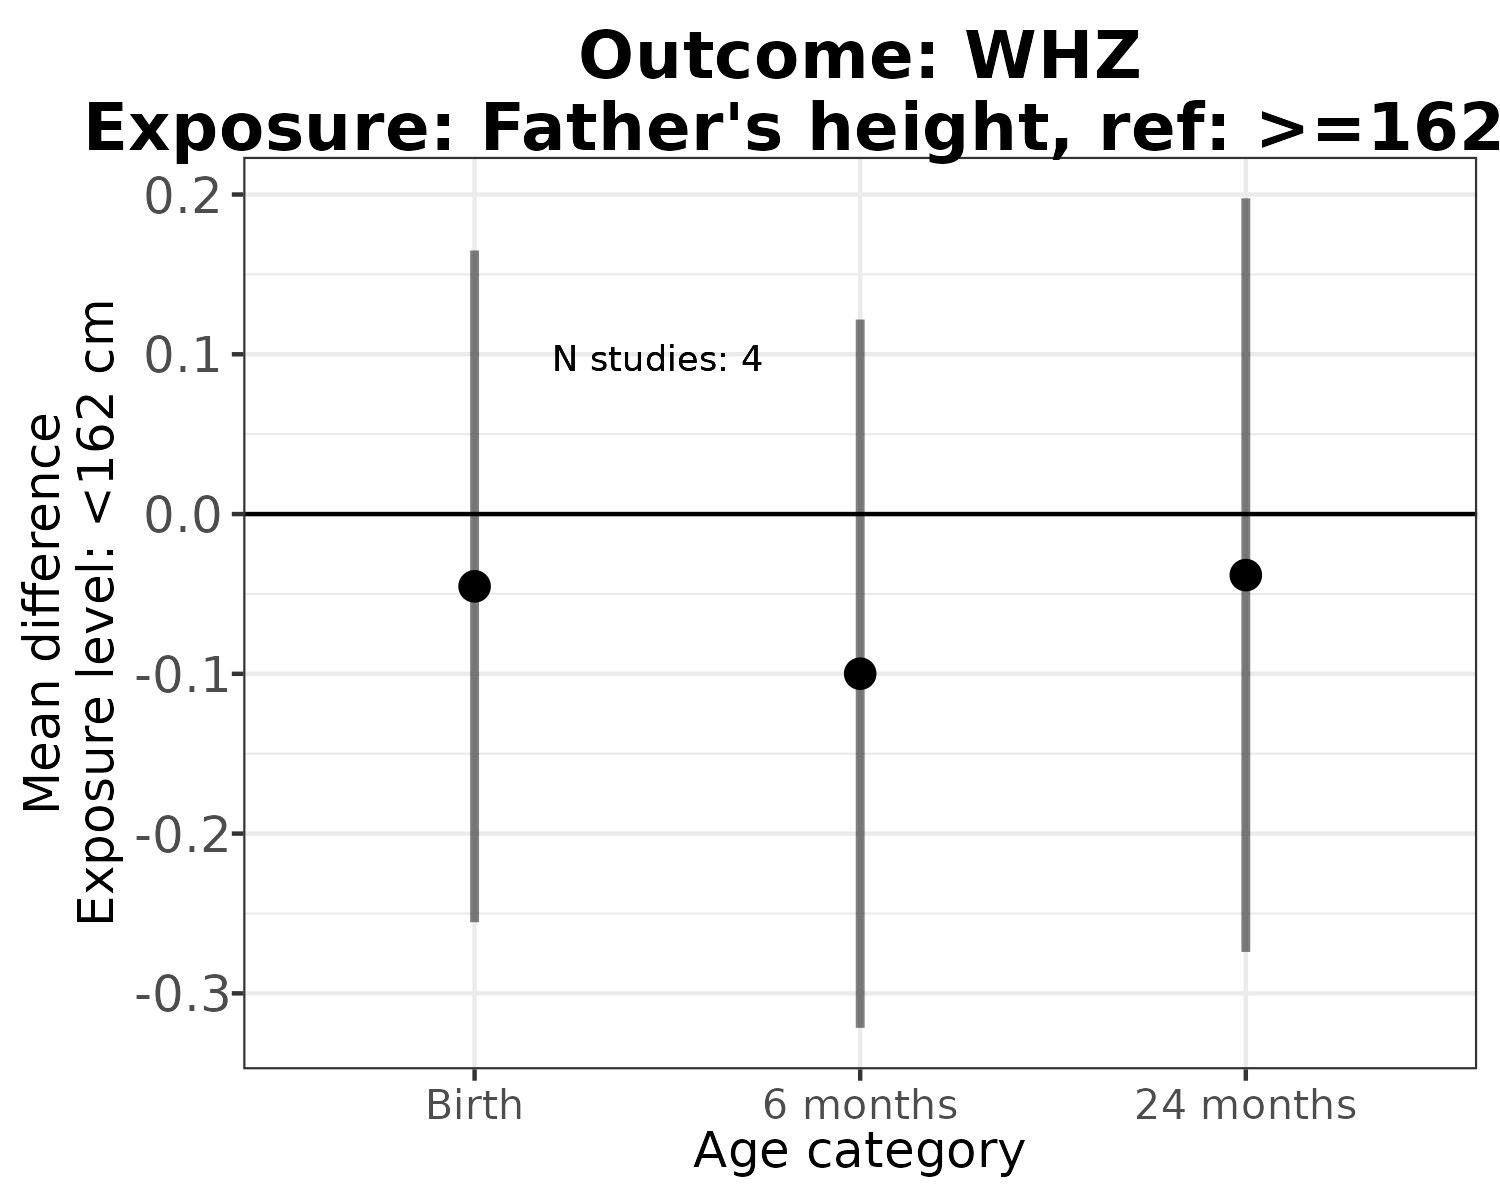 Outcome: WHZ
Exposure: Father's height, ref: >=162
0.2
0.1
0.0
-0.1
-0.2
-0.3
Mean difference
Exposure level: <162 cm
N studies: 4
Birth
6 months
24 months
Age category